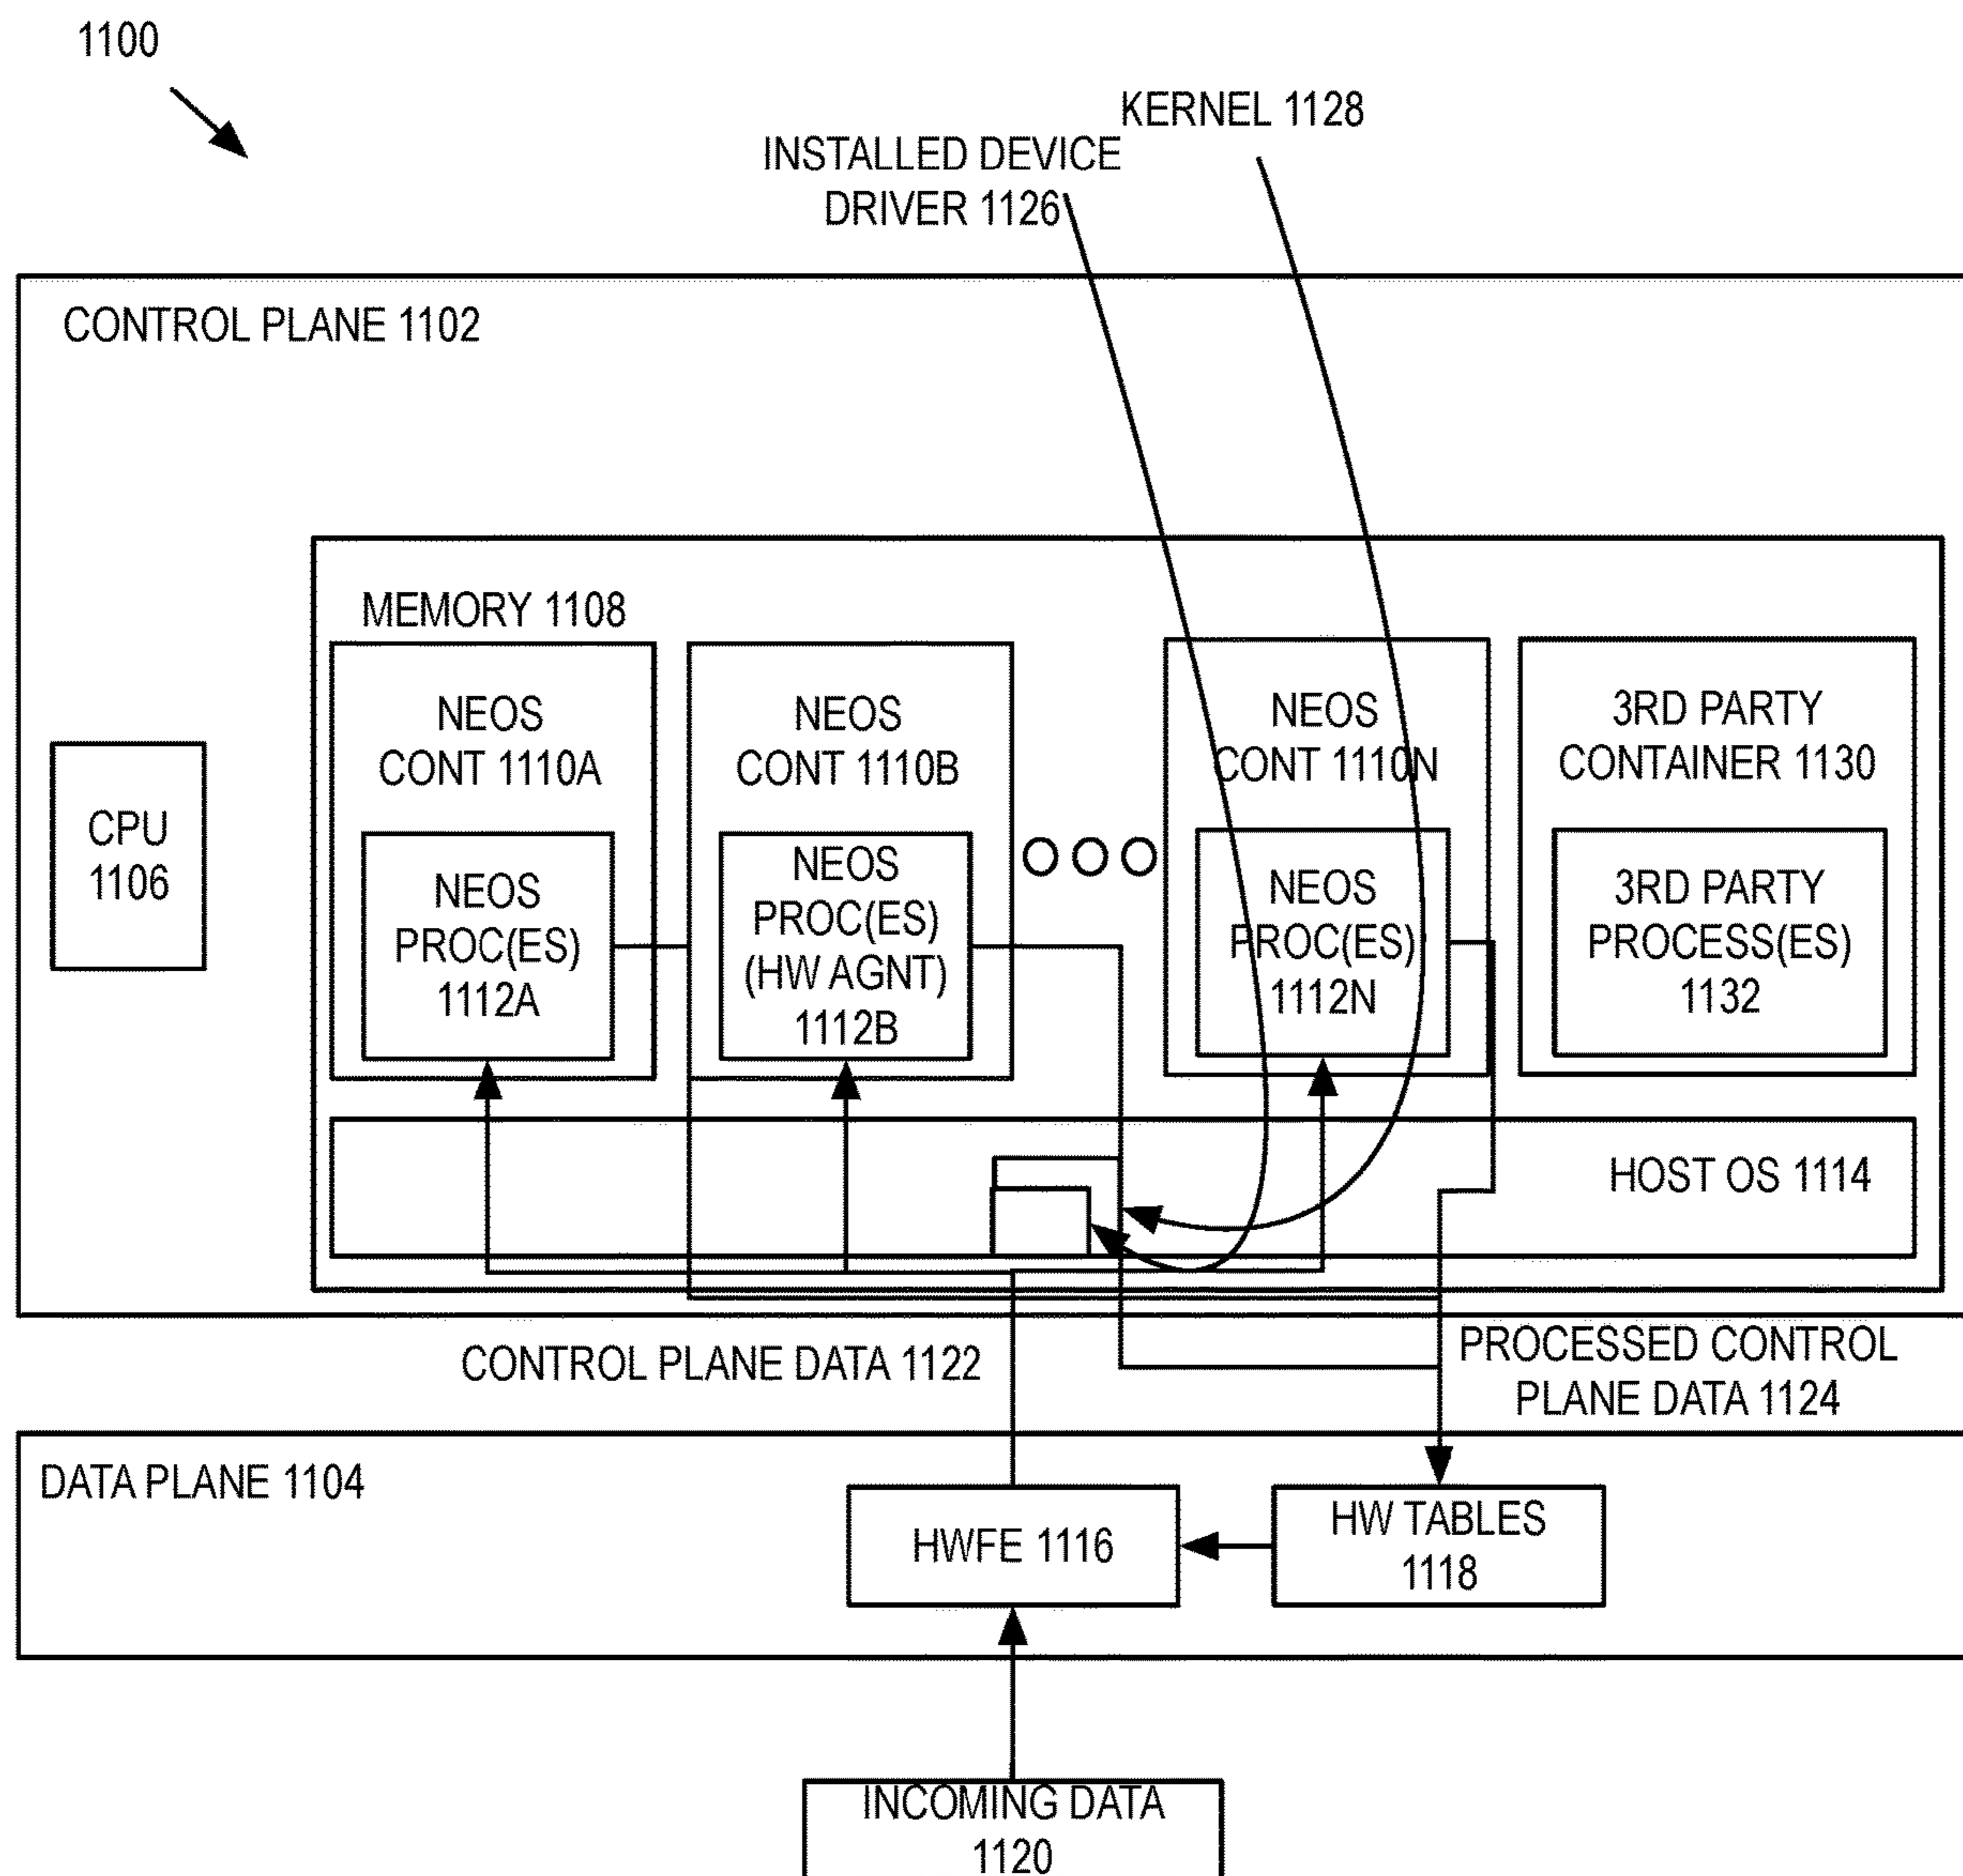 1100
KERNEL 1128
INSTALLED DEVICE
DRIVER 1126
CONTROL PLANE 1102
MEMORY 1108
CPU
1106
NEOS
CONT 1110A
NEOS
PROC(ES)
1112A
NEOS
CONT 1110B
NEOS
PROC(ES)
(HW AGNT)
1112B
NEOS
CONT 1110N
NEOS
PROC(ES)
1112N
3RD PARTY
CONTAINER 1130
3RD PARTY
PROCESS(ES)
1132
HOST OS 1114
CONTROL PLANE DATA 1122
PROCESSED CONTROL
PLANE DATA 1124
DATA PLANE 1104
HWFE 1116
HW TABLES
1118
INCOMING DATA
1120